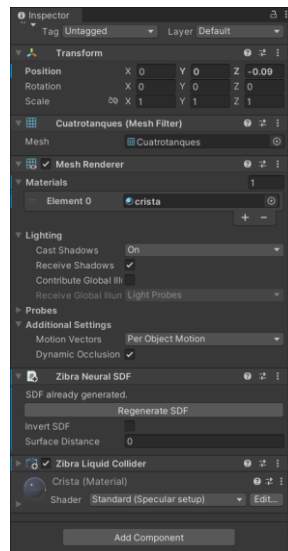 Inspector
Tag Untagged Layer Default
Transform
Position X 0 Y 0 Z -0.09
Rotation X 0 Y 0 Z 0
Scale X 1 Y 1 Z 1
Cuatrotanques (Mesh Filter)
Mesh Cuatrotanques
Mesh Renderer
Materials 1
Element 0 crista
+ -
Lighting
Cast Shadows On
Receive Shadows
Contribute Global Illu
Receive Global Illum Light Probes
Probes
Additional Settings
Motion Vectors Per Object Motion
Dynamic Occlusion
Zibra Neural SDF
SDF already generated.
Regenerate SDF
Invert SDF
Surface Distance 0
Zibra Liquid Collider
Crista (Material)
Shader Standard (Specular setup) Edit...
Add Component